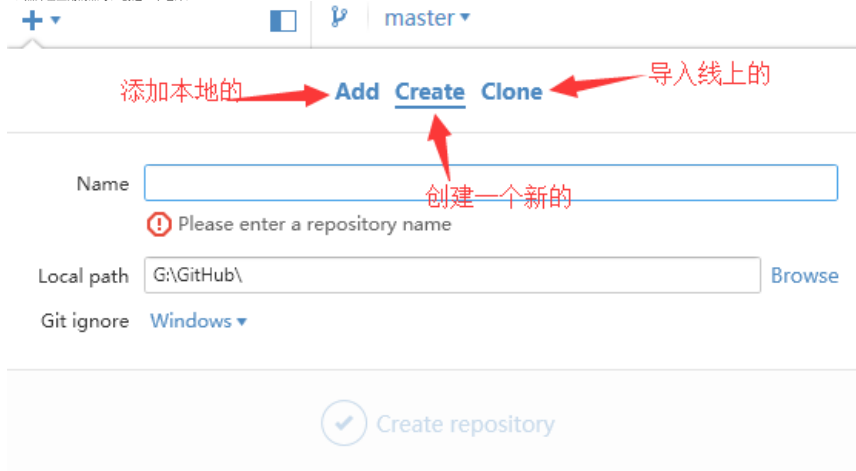 master
添加本地的
Add Create Clone
导入线上的
创建一个新的
Name
Please enter a repository name
Local path G:\GitHub\ Browse
Git ignore Windows
Create repository